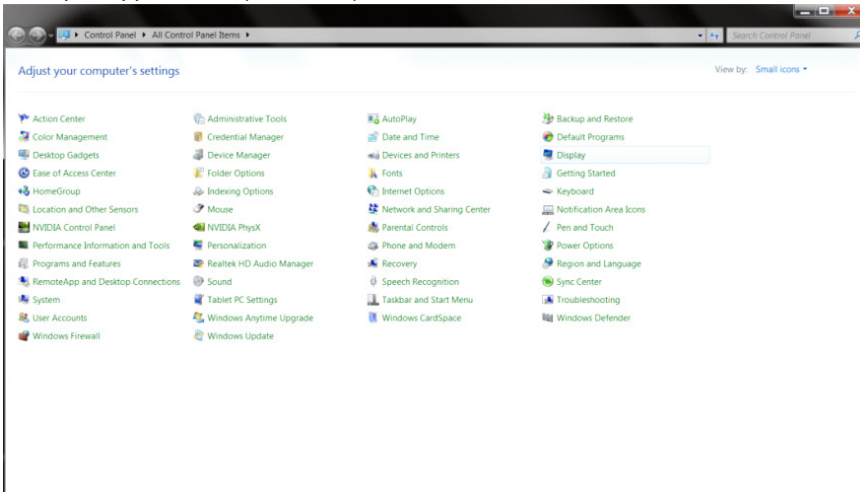 Control Panel ▸ All Control Panel Items ▸
Search Control Panel
Adjust your computer's settings
View by: Small icons
Action Center
Administrative Tools
AutoPlay
Backup and Restore
Color Management
Credential Manager
Date and Time
Default Programs
Desktop Gadgets
Device Manager
Devices and Printers
Display
Ease of Access Center
Folder Options
Fonts
Getting Started
HomeGroup
Indexing Options
Internet Options
Keyboard
Location and Other Sensors
Mouse
Network and Sharing Center
Notification Area Icons
NVIDIA Control Panel
NVIDIA PhysX
Parental Controls
Pen and Touch
Performance Information and Tools
Personalization
Phone and Modem
Power Options
Programs and Features
Realtek HD Audio Manager
Recovery
Region and Language
RemoteApp and Desktop Connections
Sound
Speech Recognition
Sync Center
System
Tablet PC Settings
Taskbar and Start Menu
Troubleshooting
User Accounts
Windows Anytime Upgrade
Windows CardSpace
Windows Defender
Windows Firewall
Windows Update